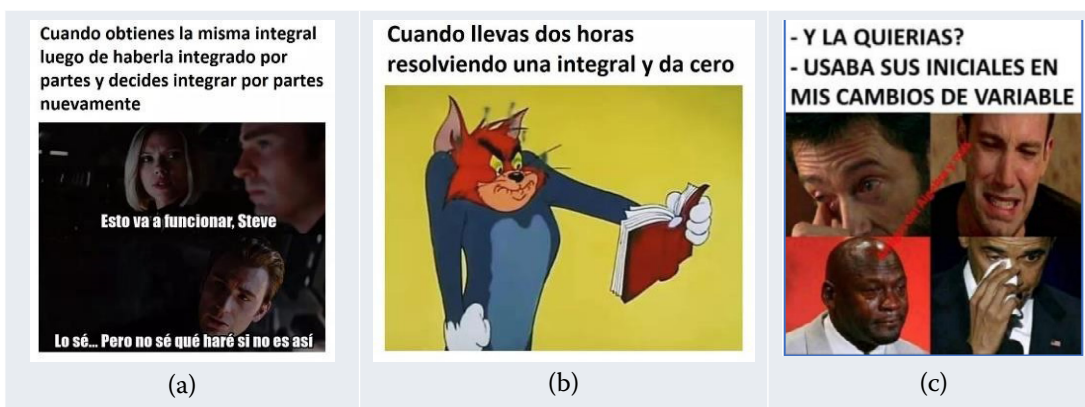 Cuando obtienes la misma integral
luego de haberla integrado por
partes y decides integrar por partes
nuevamente
Esto va a funcionar, Steve
Lo sé... Pero no sé qué haré si no es así
(a)
Cuando llevas dos horas
resolviendo una integral y da cero
(b)
- Y LA QUIERIAS?
- USABA SUS INICIALES EN
MIS CAMBIOS DE VARIABLE
(c)